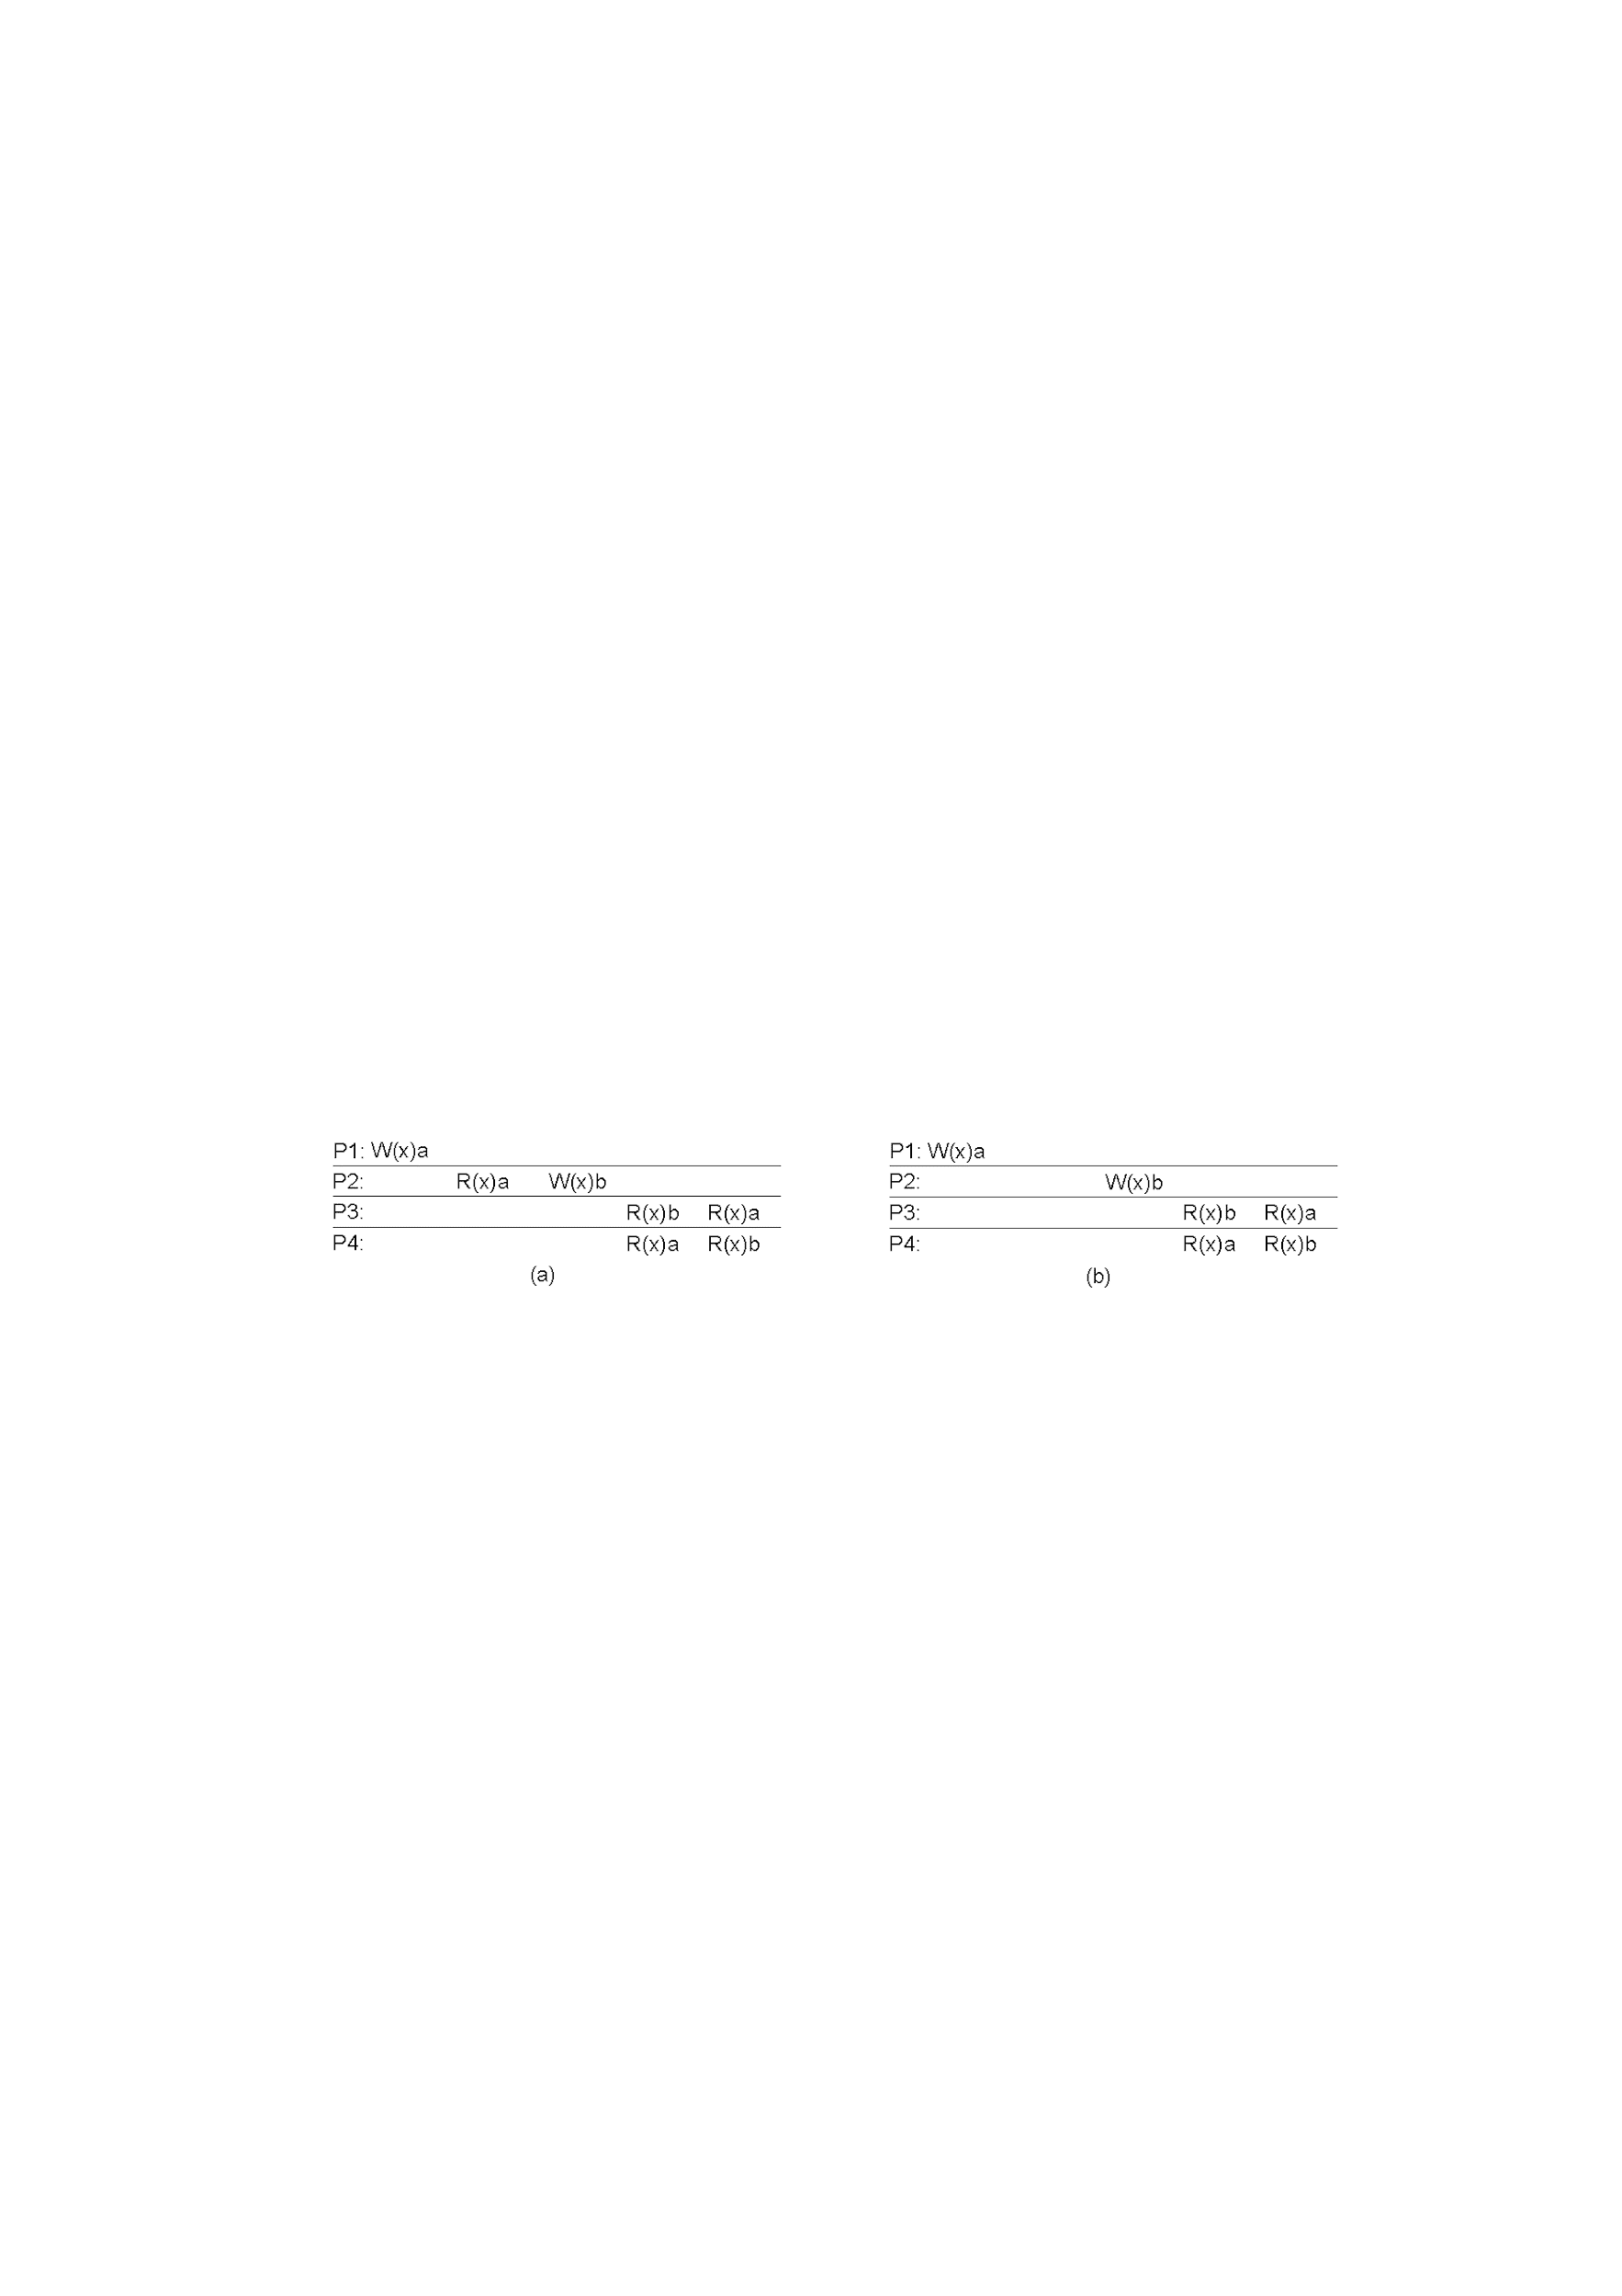 P1: W(x)a
P2: R(x)a W(x)b
P3: R(x)b R(x)a
P4: R(x)a R(x)b
(a)
P1: W(x)a
P2: W(x)b
P3: R(x)b R(x)a
P4: R(x)a R(x)b
(b)